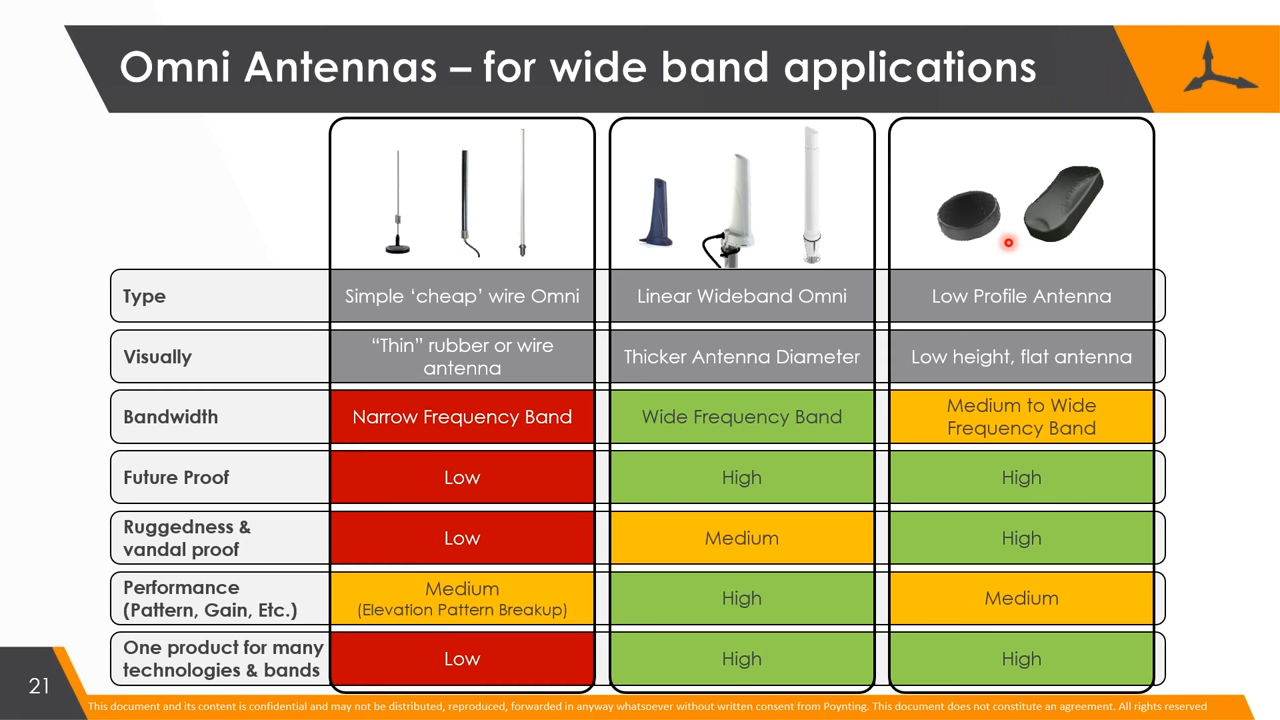 Omni Antennas – for wide band applications
Type
Simple ‘cheap’ wire Omni
Linear Wideband Omni
Low Profile Antenna
Visually
“Thin” rubber or wire
antenna
Thicker Antenna Diameter
Low height, flat antenna
Bandwidth
Narrow Frequency Band
Wide Frequency Band
Medium to Wide
Frequency Band
Future Proof
Low
High
High
Ruggedness &
vandal proof
Low
Medium
High
Performance
(Pattern, Gain, Etc.)
Medium
(Elevation Pattern Breakup)
High
Medium
One product for many
technologies & bands
Low
High
High
21
This document and its content is confidential and may not be distributed, reproduced, forwarded in anyway whatsoever without written consent from Poynting. This document does not constitute an agreement. All rights reserved